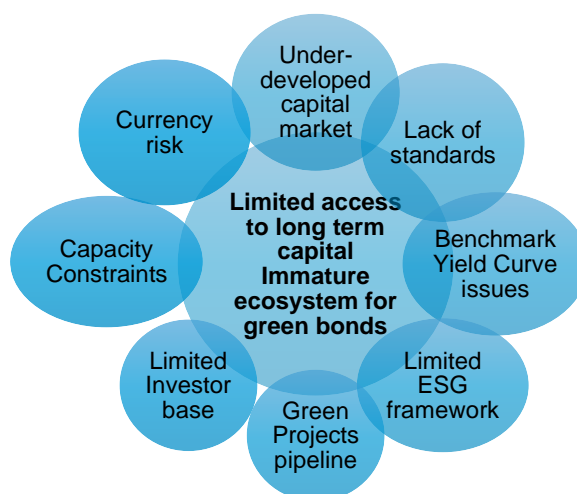 Under-
developed
capital
market
Lack of
standards
Benchmark
Yield Curve
issues
Limited
ESG
framework
Green
Projects
pipeline
Limited
Investor
base
Capacity
Constraints
Currency
risk
Limited access
to long term
capital
Immature
ecosystem for
green bonds